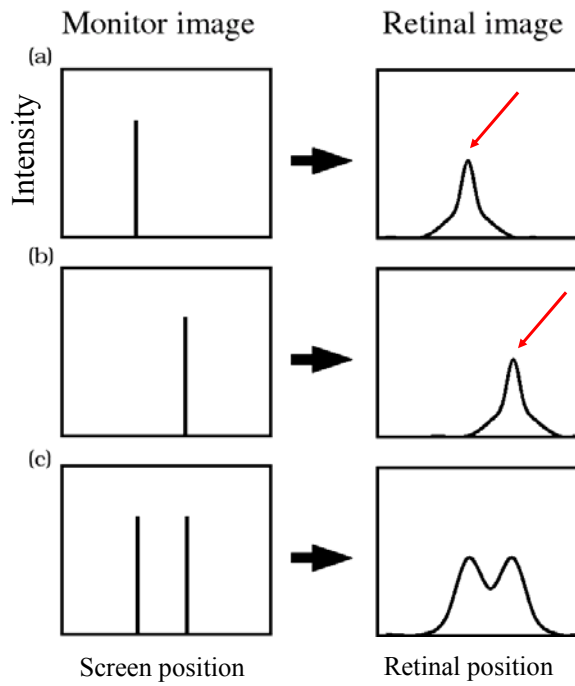 Monitor image Retinal image
(a)
Intensity
(b)
(c)
Screen position Retinal position